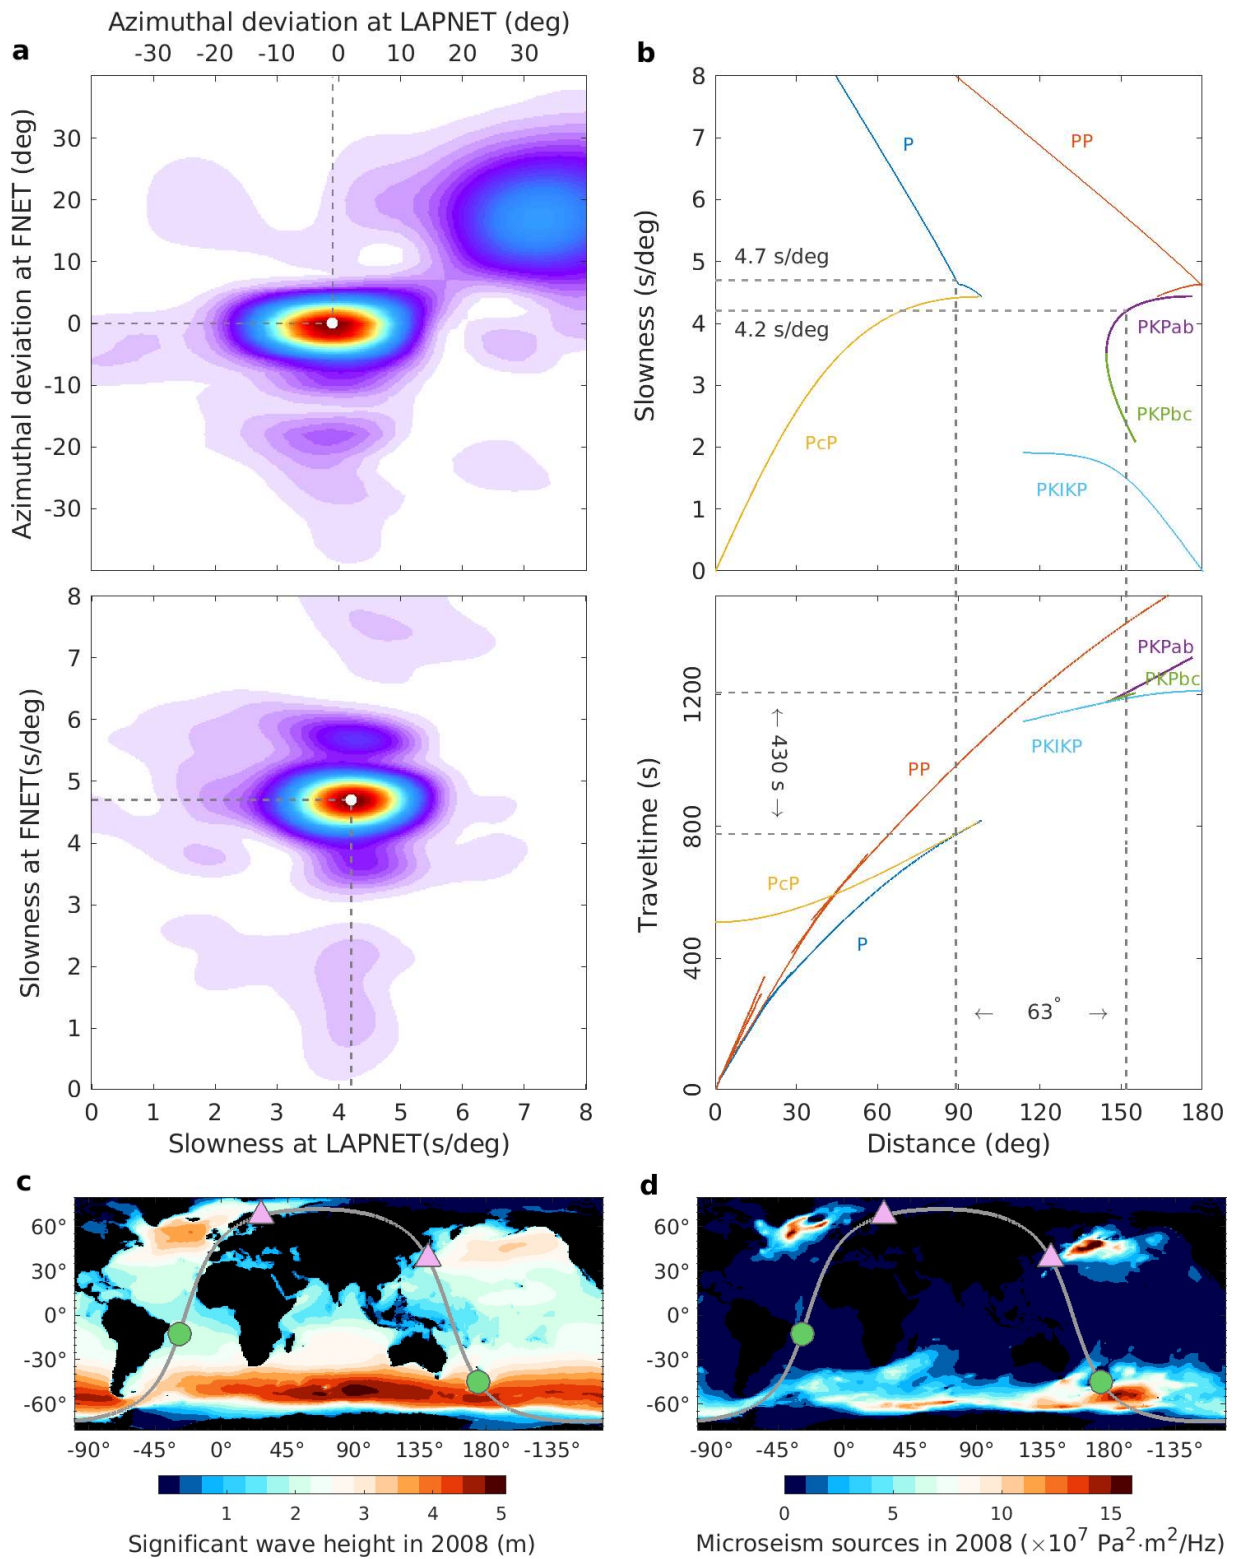 Azimuthal deviation at LAPNET (deg)
a
-30 -20 -10 0 10 20 30
Azimuthal deviation at FNET (deg)
30
20
10
0
-10
-20
-30
8
7
6
5
4
3
2
1
0
Slowness at FNET(s/deg)
0 1 2 3 4 5 6 7 8
Slowness at LAPNET(s/deg)
b
Slowness (s/deg)
8
7
6
5
4
3
2
1
0
P
PP
4.7 s/deg
4.2 s/deg
PKPab
PKPbc
PcP
PKIKP
Traveltime (s)
1200
800
400
0
PKPab
PKPbc
PKIKP
PP
← 430 s →
PcP
P
← 63° →
0 30 60 90 120 150 180
Distance (deg)
c
60°
30°
0°
-30°
-60°
-90° -45° 0° 45° 90° 135° 180° -135°
1 2 3 4 5
Significant wave height in 2008 (m)
d
60°
30°
0°
-30°
-60°
-90° -45° 0° 45° 90° 135° 180° -135°
0 5 10 15
Microseism sources in 2008 (×10⁷ Pa²·m²/Hz)